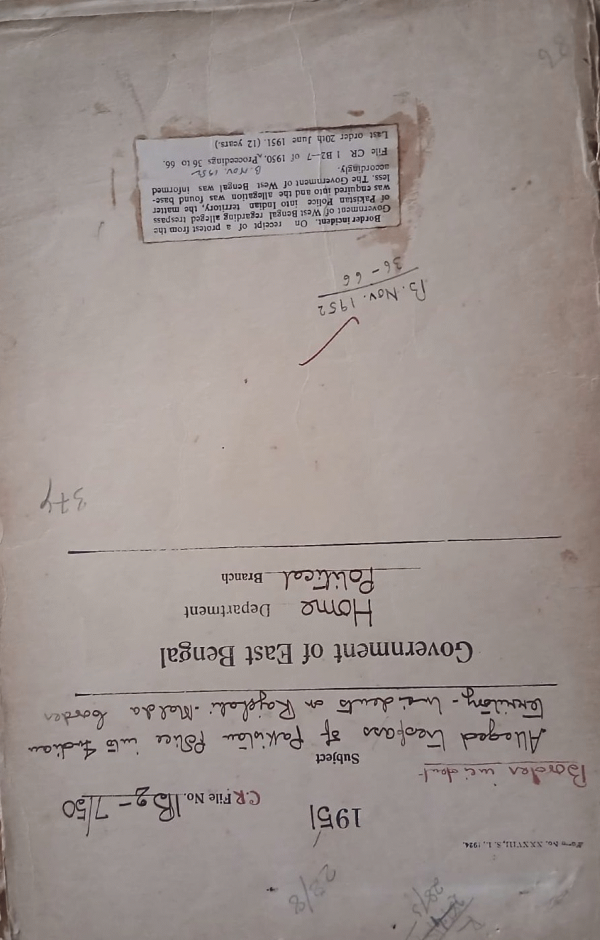 Form No. XXXVIII, S. I., 1924.
28/8
1951
C.R. File No. 1B2-7/50
Border incident
Subject
Alleged trespass of Pakistan Police into Indian
territory - Incidents on Rajshahi-Malda border
Government of East Bengal
Home Department
Political Branch
374
B. Nov. 1952
36-66
Border incident. On receipt of a protest from the
Government of West Bengal regarding alleged trespass
of Pakistan Police into Indian territory, the matter
was enquired into and the allegation was found base-
less. The Government of West Bengal was informed
accordingly.
B Nov. 1952
File CR 1 B2—7 of 1950, Proceedings 36 to 66.
Last order 20th June 1951. (12 years.)